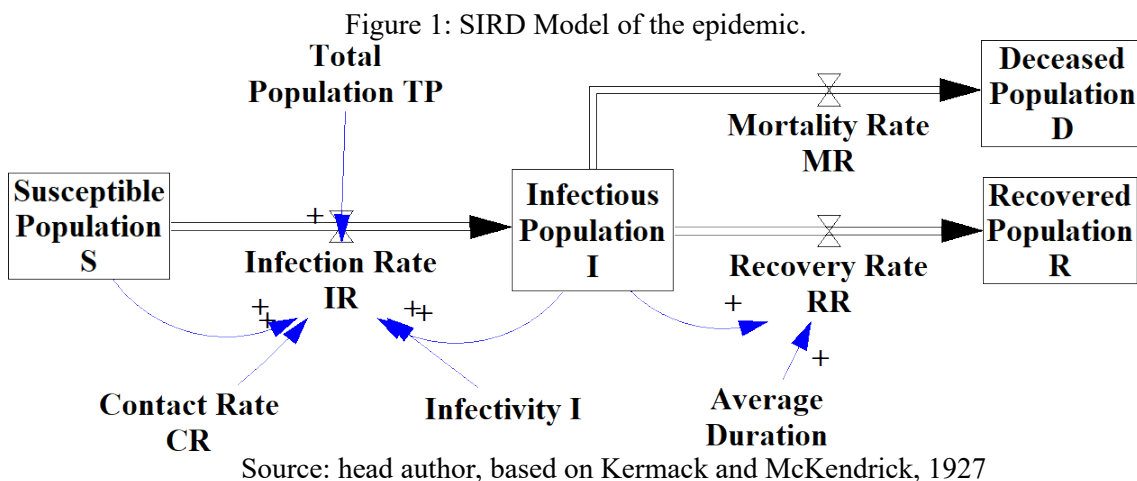 Figure 1: SIRD Model of the epidemic.
Total
Population TP
Deceased
Population
D
Mortality Rate
MR
Susceptible
Population
S
+
Infection Rate
IR
Infectious
Population
I
Recovery Rate
RR
Recovered
Population
R
+
+
+
+
+
+
Contact Rate
CR
Infectivity I
Average
Duration
Source: head author, based on Kermack and McKendrick, 1927